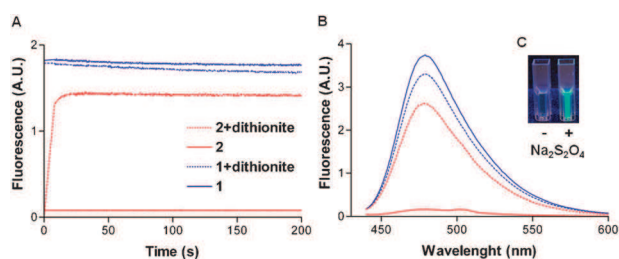 A
Fluorescence (A.U.)
2
1
0
0
50
100
150
200
Time (s)
2+dithionite
2
1+dithionite
1
B
Fluorescence (A.U.)
4
3
2
1
0
450
500
550
600
Wavelenght (nm)
C
- +
Na₂S₂O₄